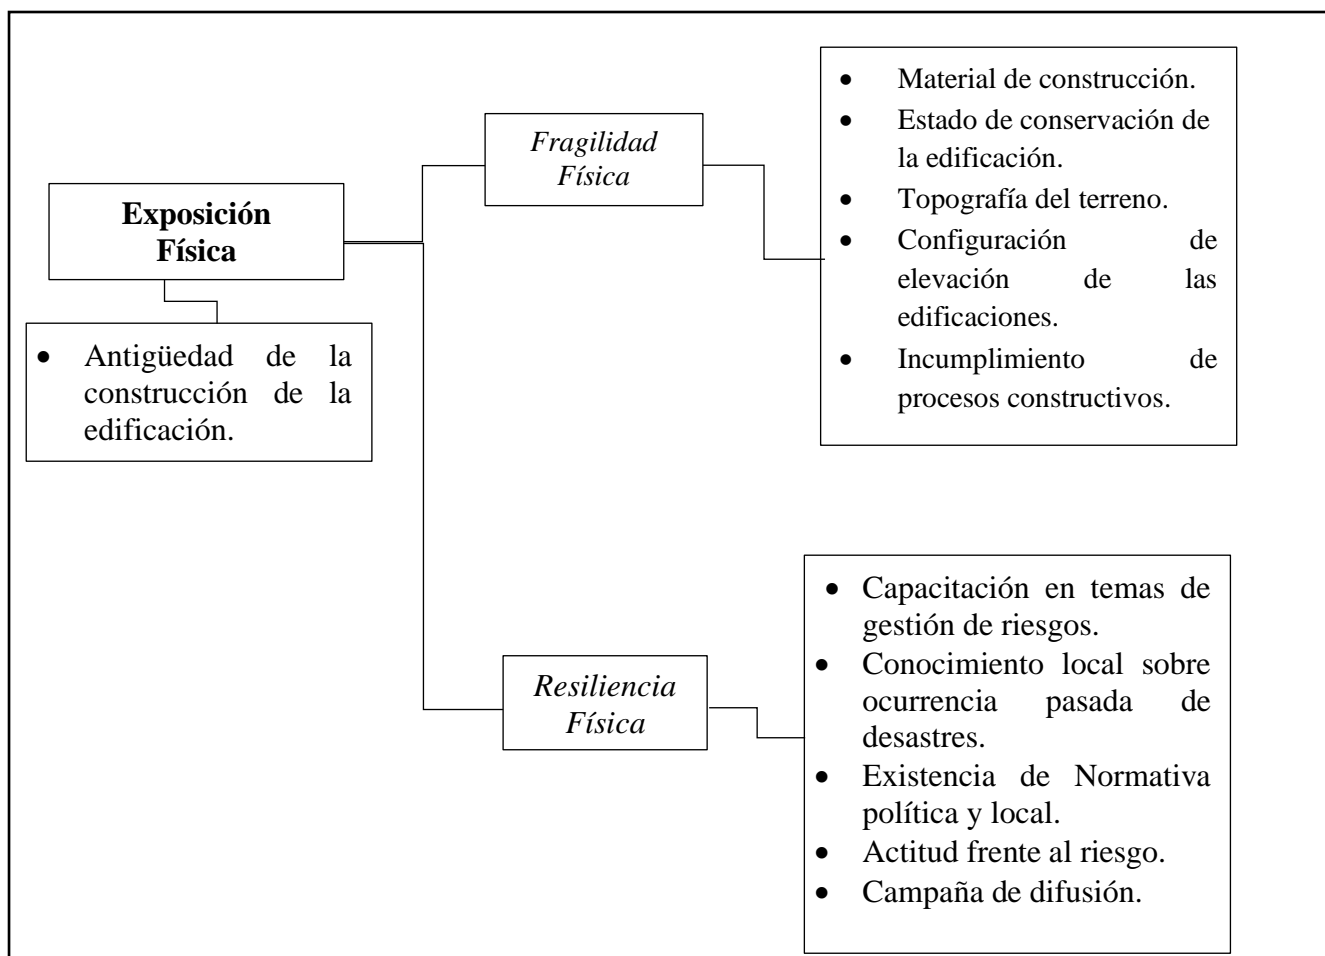 Exposición
Física
• Antigüedad de la
construcción de la
edificación.
Fragilidad
Física
• Material de construcción.
• Estado de conservación de
la edificación.
• Topografía del terreno.
• Configuración de
elevación de las
edificaciones.
• Incumplimiento de
procesos constructivos.
Resiliencia
Física
• Capacitación en temas de
gestión de riesgos.
• Conocimiento local sobre
ocurrencia pasada de
desastres.
• Existencia de Normativa
política y local.
• Actitud frente al riesgo.
• Campaña de difusión.